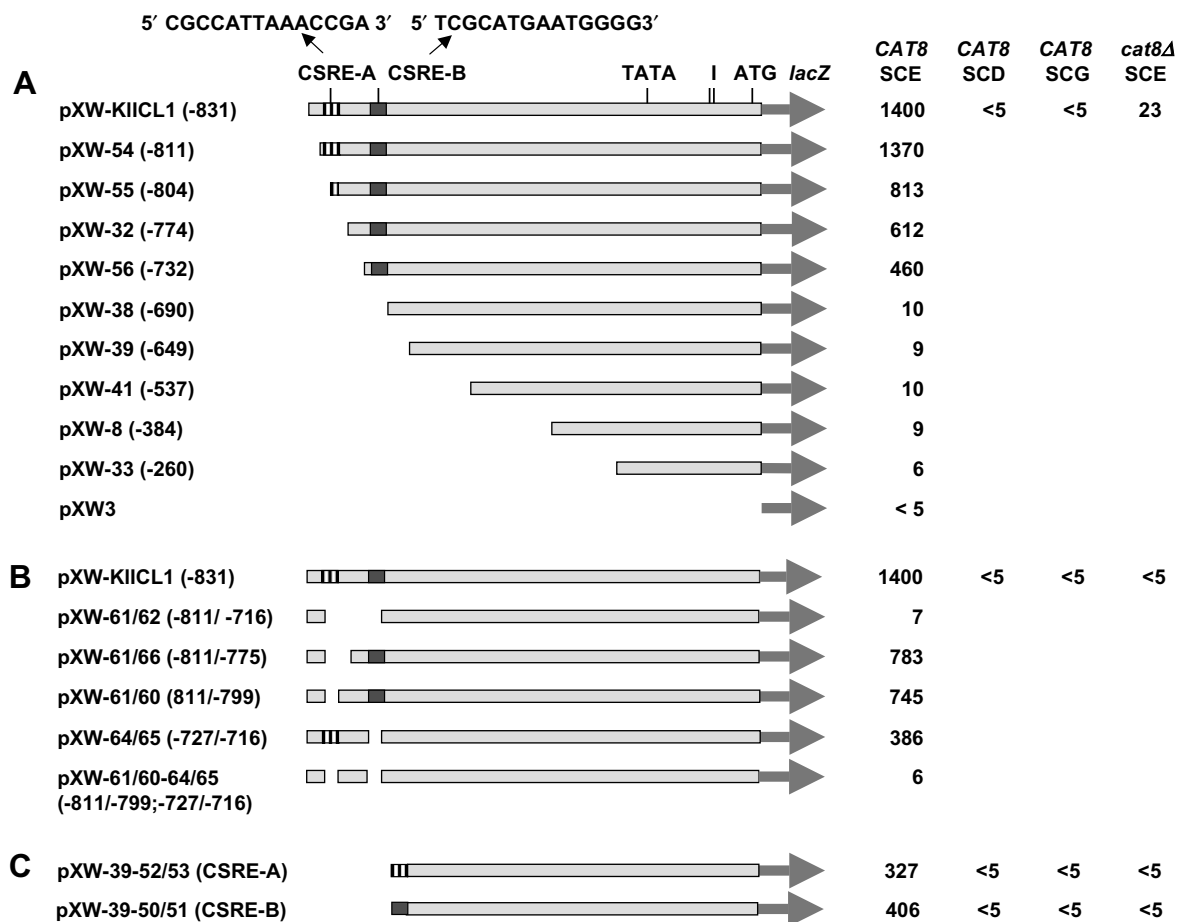 5′ CGCCATTAAACCGA 3′ 5′ TCGCATGAATGGGG3′
CAT8 CAT8 CAT8 cat8Δ
A CSRE-A CSRE-B TATA I ATG lacZ SCE SCD SCG SCE
pXW-KlICL1 (-831) 1400 <5 <5 23
pXW-54 (-811) 1370
pXW-55 (-804) 813
pXW-32 (-774) 612
pXW-56 (-732) 460
pXW-38 (-690) 10
pXW-39 (-649) 9
pXW-41 (-537) 10
pXW-8 (-384) 9
pXW-33 (-260) 6
pXW3 < 5
B pXW-KlICL1 (-831) 1400 <5 <5 <5
pXW-61/62 (-811/ -716) 7
pXW-61/66 (-811/-775) 783
pXW-61/60 (811/-799) 745
pXW-64/65 (-727/-716) 386
pXW-61/60-64/65 6
(-811/-799;-727/-716)
C pXW-39-52/53 (CSRE-A) 327 <5 <5 <5
pXW-39-50/51 (CSRE-B) 406 <5 <5 <5